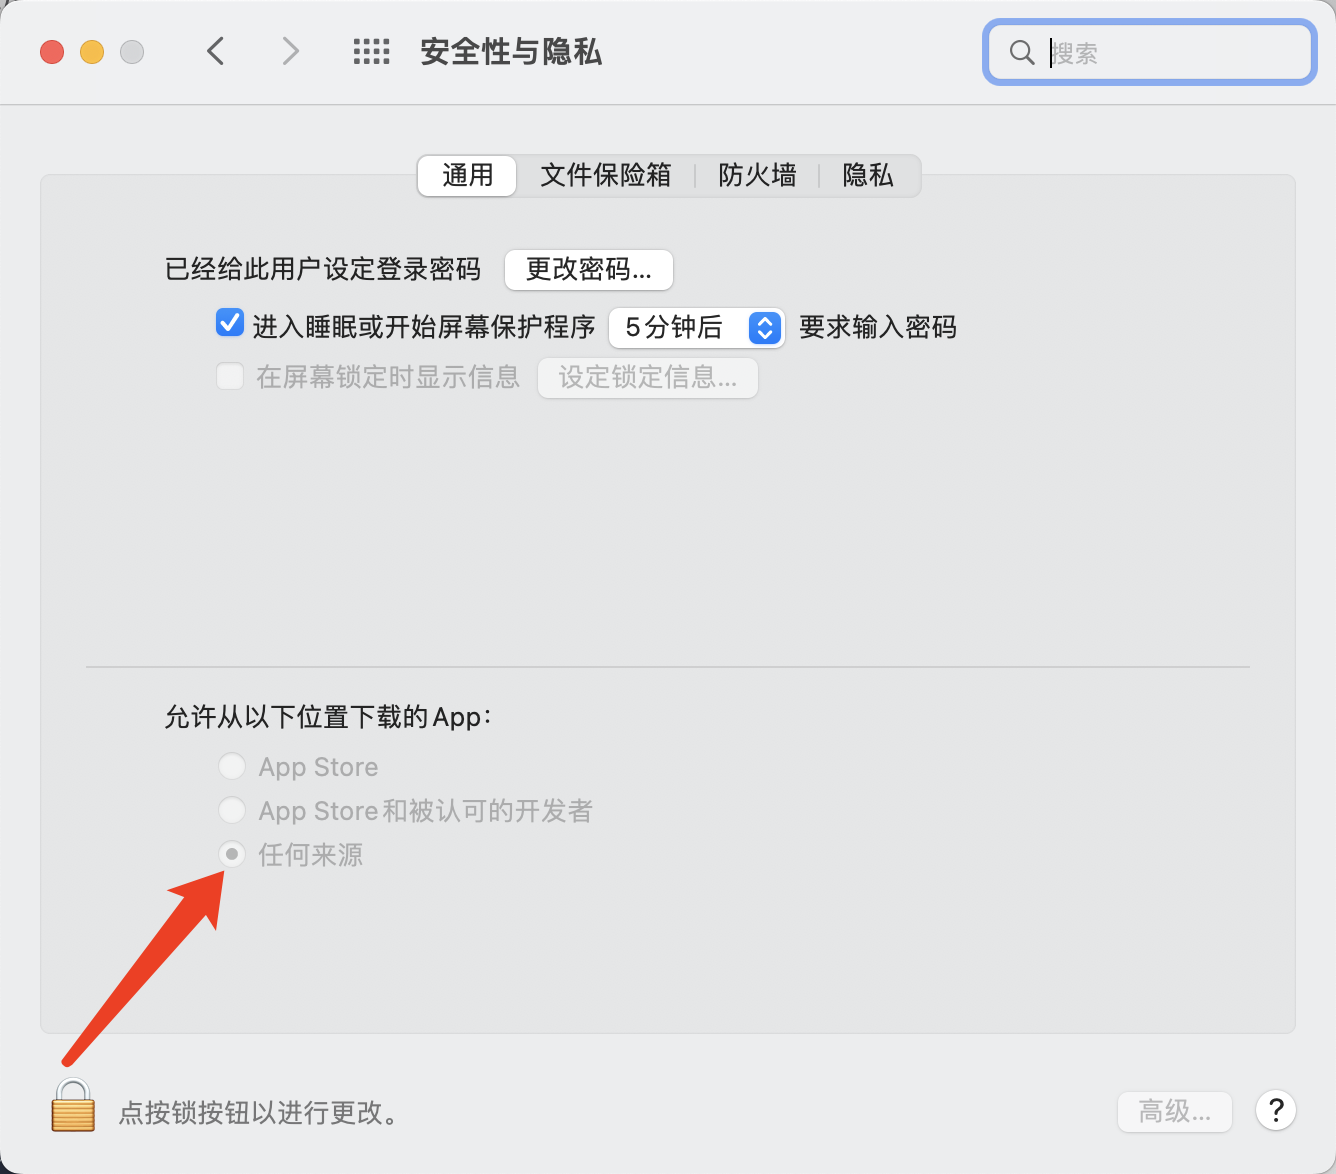 安全性与隐私
搜索
通用 文件保险箱 防火墙 隐私
已经给此用户设定登录密码 更改密码...
进入睡眠或开始屏幕保护程序 5分钟后 要求输入密码
在屏幕锁定时显示信息 设定锁定信息...
允许从以下位置下载的App：
App Store
App Store和被认可的开发者
任何来源
点按锁按钮以进行更改。
高级... ?